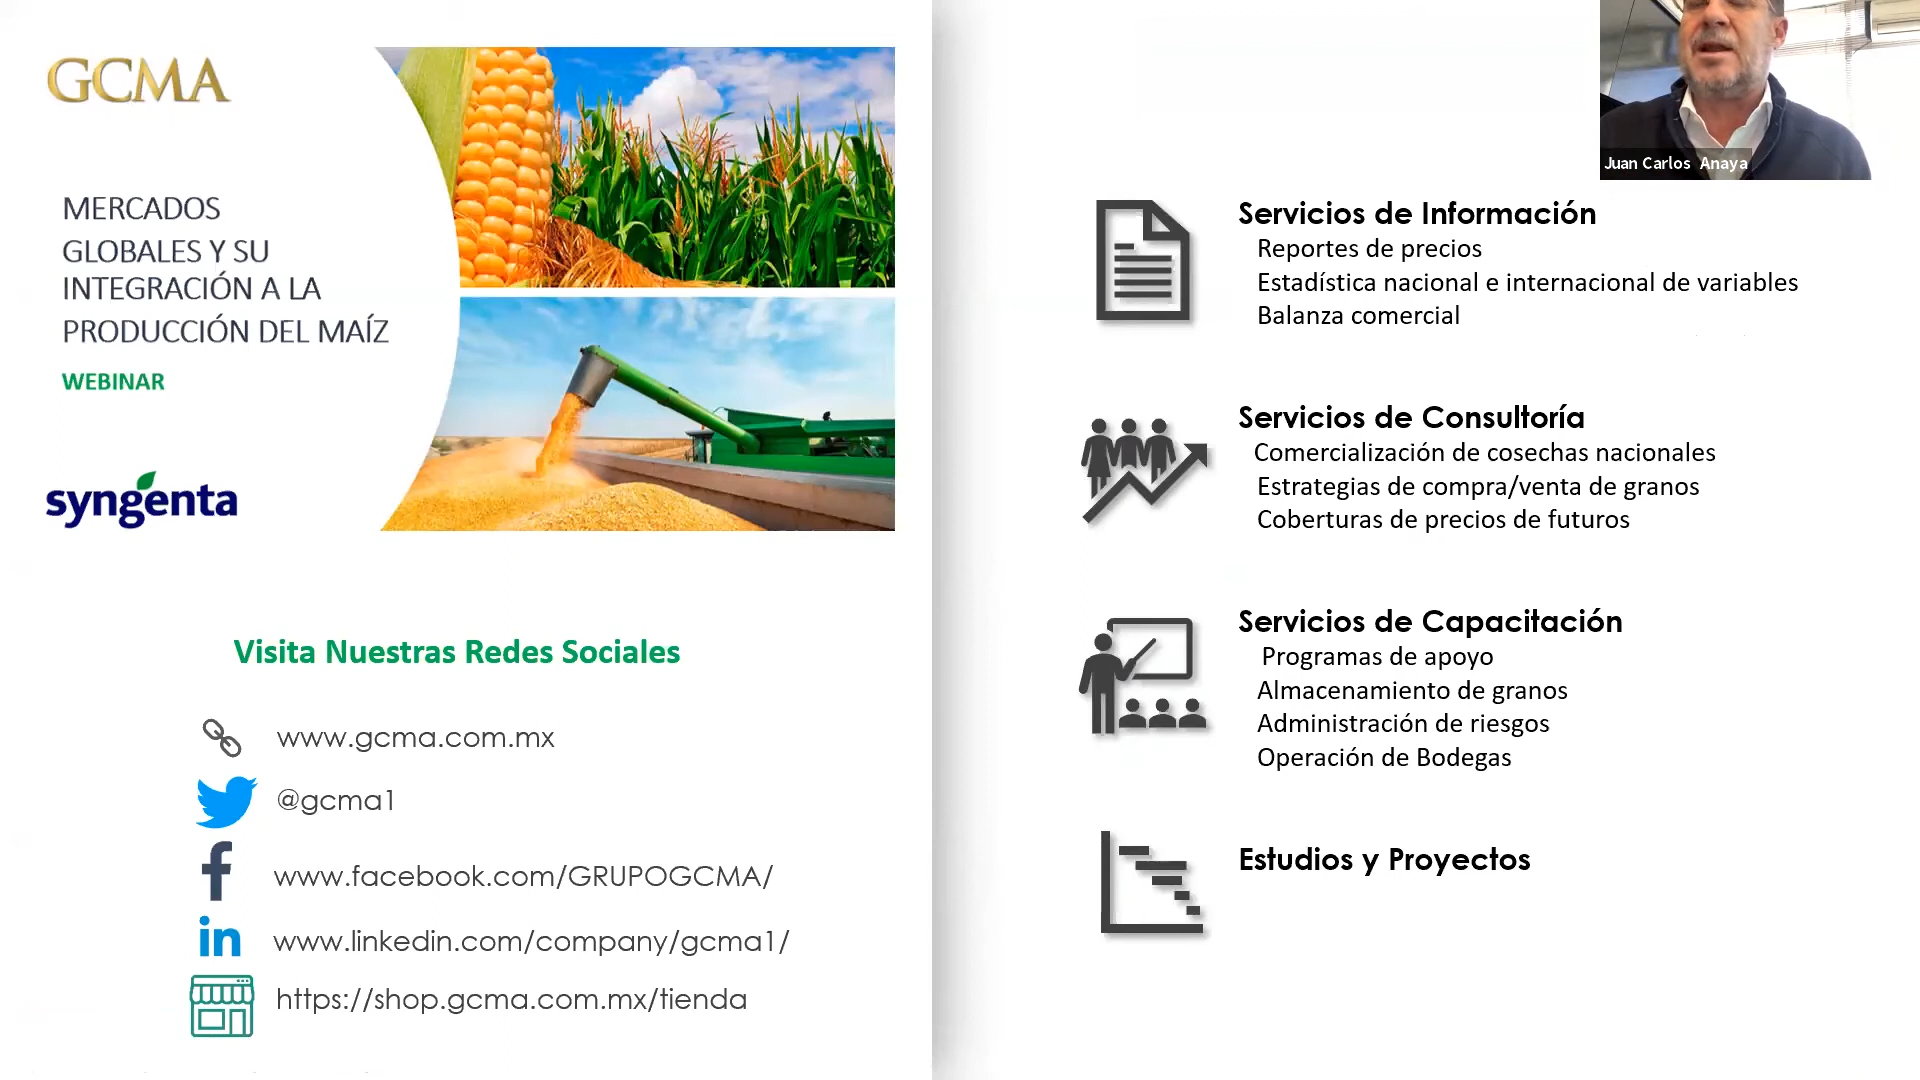 GCMA
MERCADOS
GLOBALES Y SU
INTEGRACIÓN A LA
PRODUCCIÓN DEL MAÍZ
WEBINAR
syngenta
Visita Nuestras Redes Sociales
www.gcma.com.mx
@gcma1
www.facebook.com/GRUPOGCMA/
in
www.linkedin.com/company/gcma1/
https://shop.gcma.com.mx/tienda
Juan Carlos Anaya
Servicios de Información
Reportes de precios
Estadística nacional e internacional de variables
Balanza comercial
Servicios de Consultoría
Comercialización de cosechas nacionales
Estrategias de compra/venta de granos
Coberturas de precios de futuros
Servicios de Capacitación
Programas de apoyo
Almacenamiento de granos
Administración de riesgos
Operación de Bodegas
Estudios y Proyectos